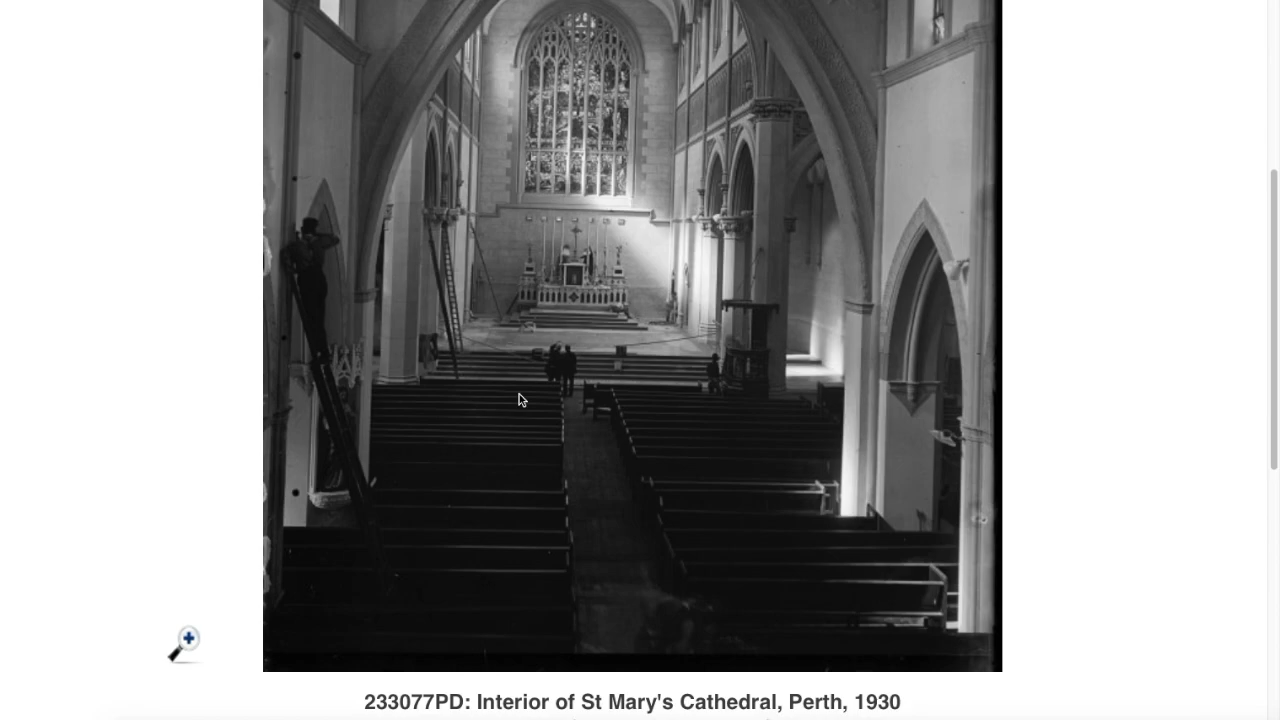 233077PD: Interior of St Mary's Cathedral, Perth, 1930